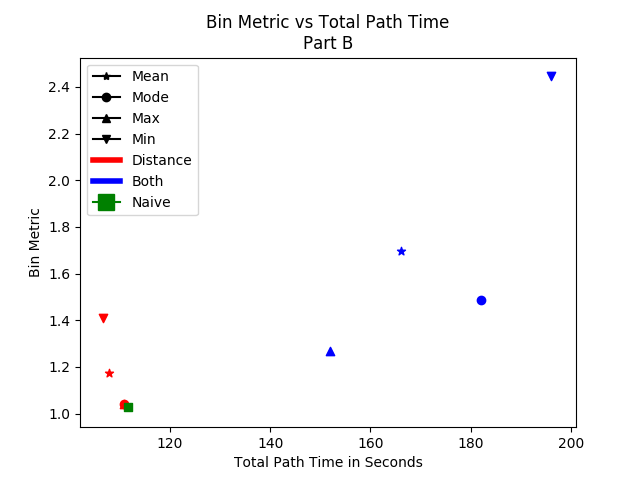 Bin Metric vs Total Path Time
Part B
Mean
Mode
Max
Min
Distance
Both
Naive
2.4
2.2
2.0
1.8
1.6
1.4
1.2
1.0
Bin Metric
120 140 160 180 200
Total Path Time in Seconds